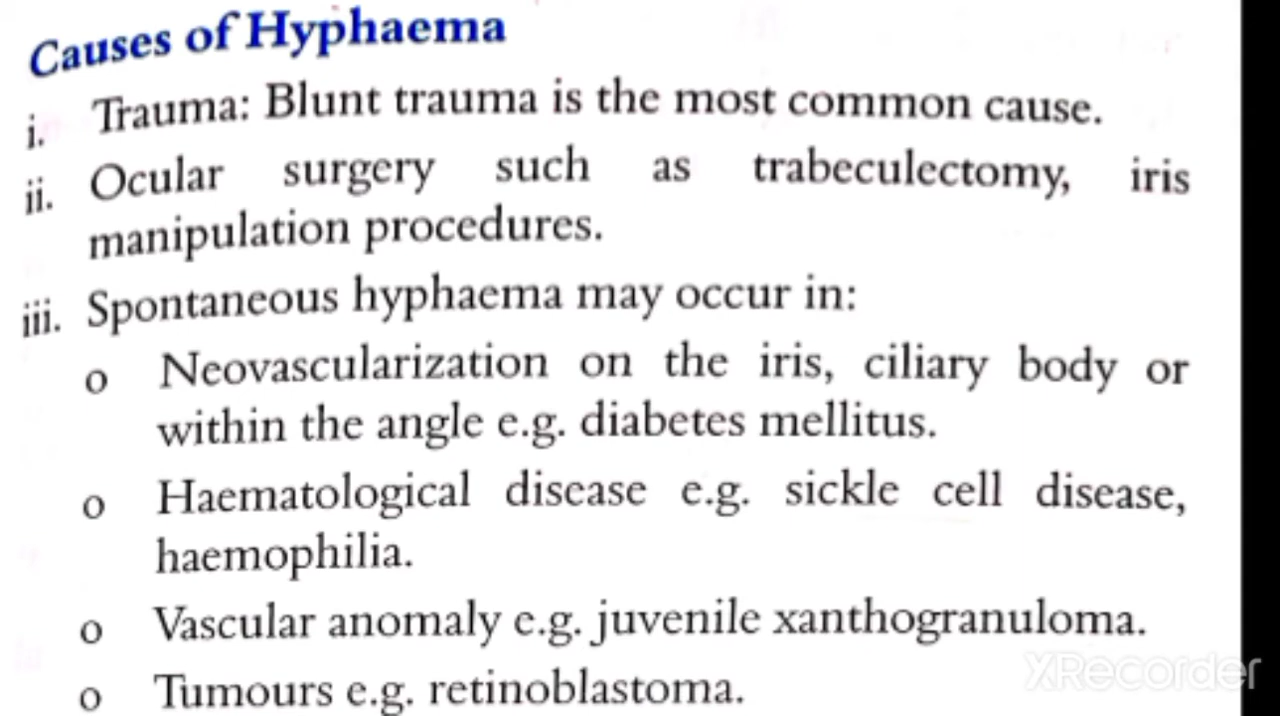 Causes of Hyphaema
i. Trauma: Blunt trauma is the most common cause.
ii. Ocular surgery such as trabeculectomy, iris
manipulation procedures.
iii. Spontaneous hyphaema may occur in:
o Neovascularization on the iris, ciliary body or
within the angle e.g. diabetes mellitus.
o Haematological disease e.g. sickle cell disease,
haemophilia.
o Vascular anomaly e.g. juvenile xanthogranuloma.
o Tumours e.g. retinoblastoma.
XRecorder